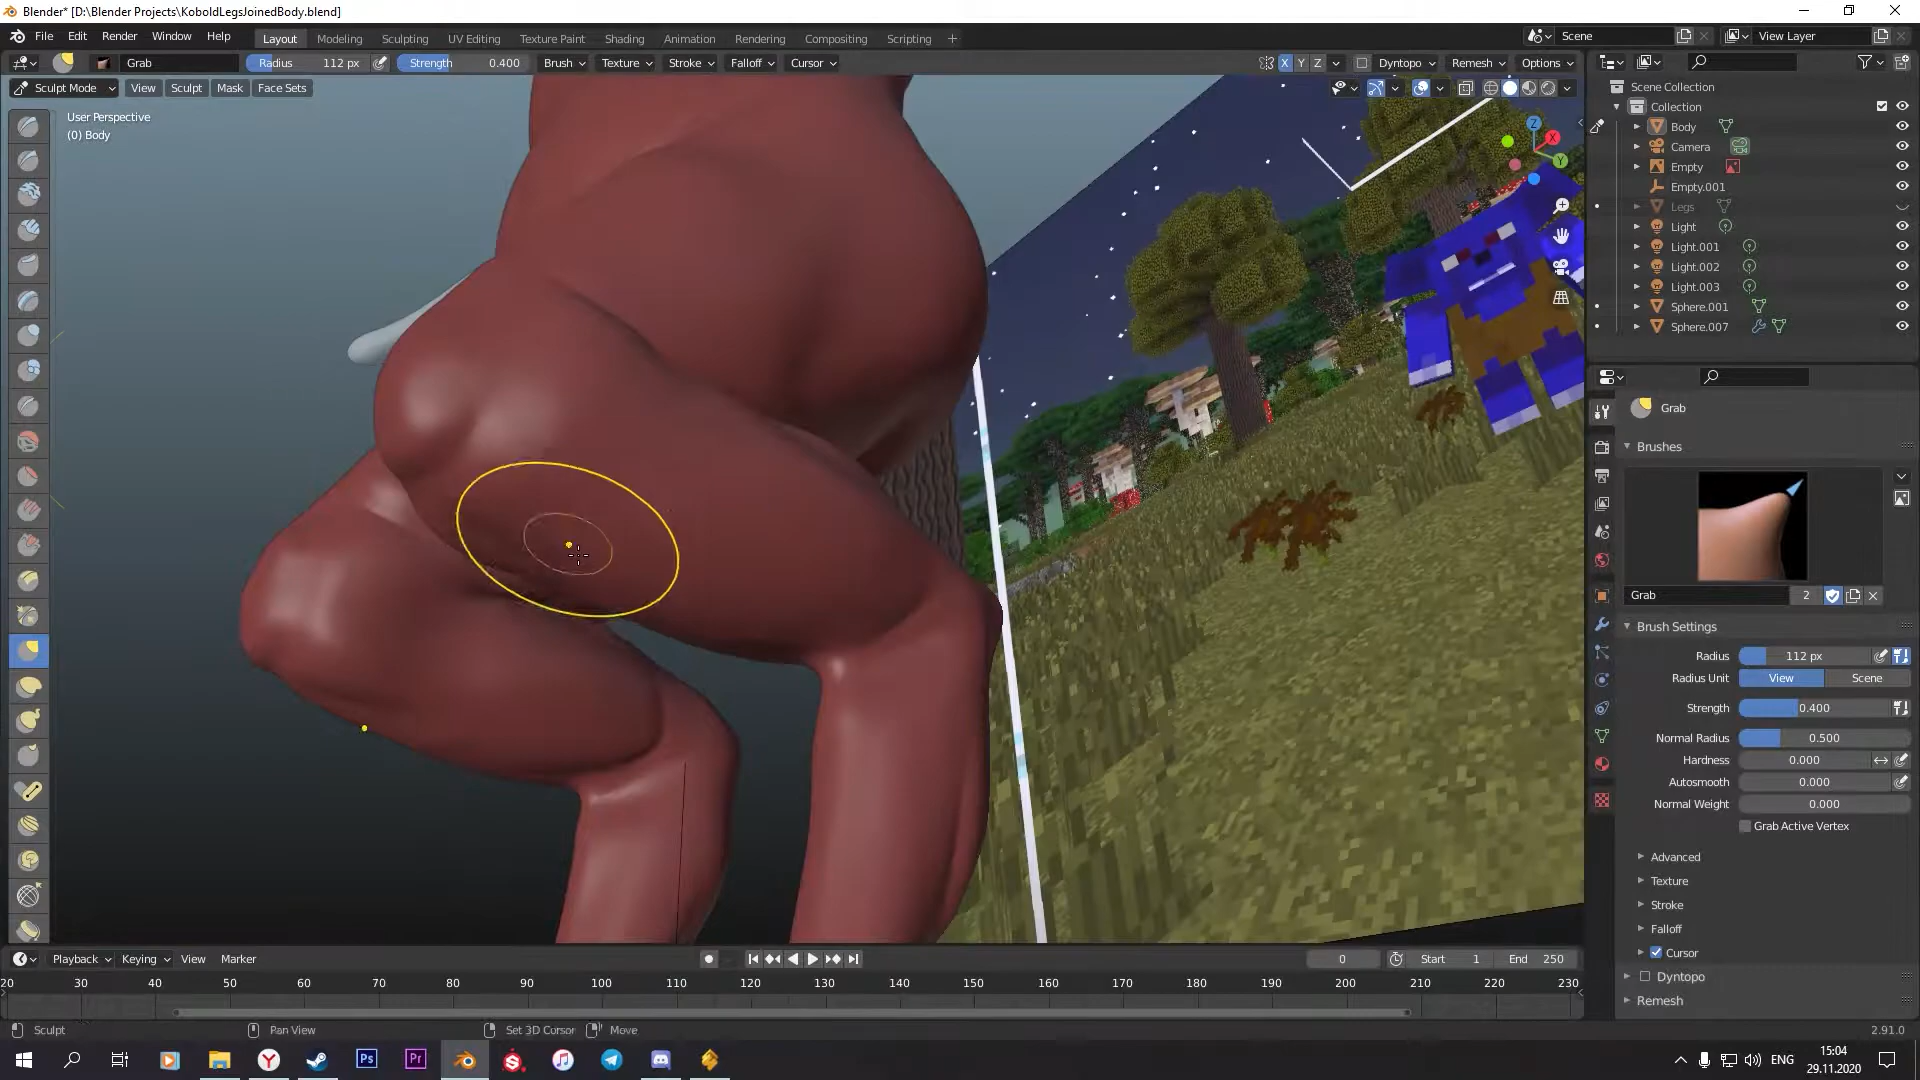 Blender* [D:\Blender Projects\KoboldLegsJoinedBody.blend]
File Edit Render Window Help Layout Modeling Sculpting UV Editing Texture Paint Shading Animation Rendering Compositing Scripting + Scene View Layer
Grab Radius 112 px Strength 0.400 Brush Texture Stroke Falloff Cursor X Y Z Dyntopo Remesh Options
Sculpt Mode View Sculpt Mask Face Sets
User Perspective
(0) Body
Z
X
Y
Scene Collection
Collection
Body
Camera
Empty
Empty.001
Legs
Light
Light.001
Light.002
Light.003
Sphere.001
Sphere.007
Grab
Brushes
Grab 2
Brush Settings
Radius 112 px
Radius Unit View Scene
Strength 0.400
Normal Radius 0.500
Hardness 0.000
Autosmooth 0.000
Normal Weight 0.000
Grab Active Vertex
Advanced
Texture
Stroke
Falloff
Cursor
Dyntopo
Remesh
Playback Keying View Marker 0 Start 1 End 250
20 30 40 50 60 70 80 90 100 110 120 130 140 150 160 170 180 190 200 210 220 230
Sculpt Pan View Set 3D Cursor Move 2.91.0
Ps Pr ENG 15:04
29.11.2020